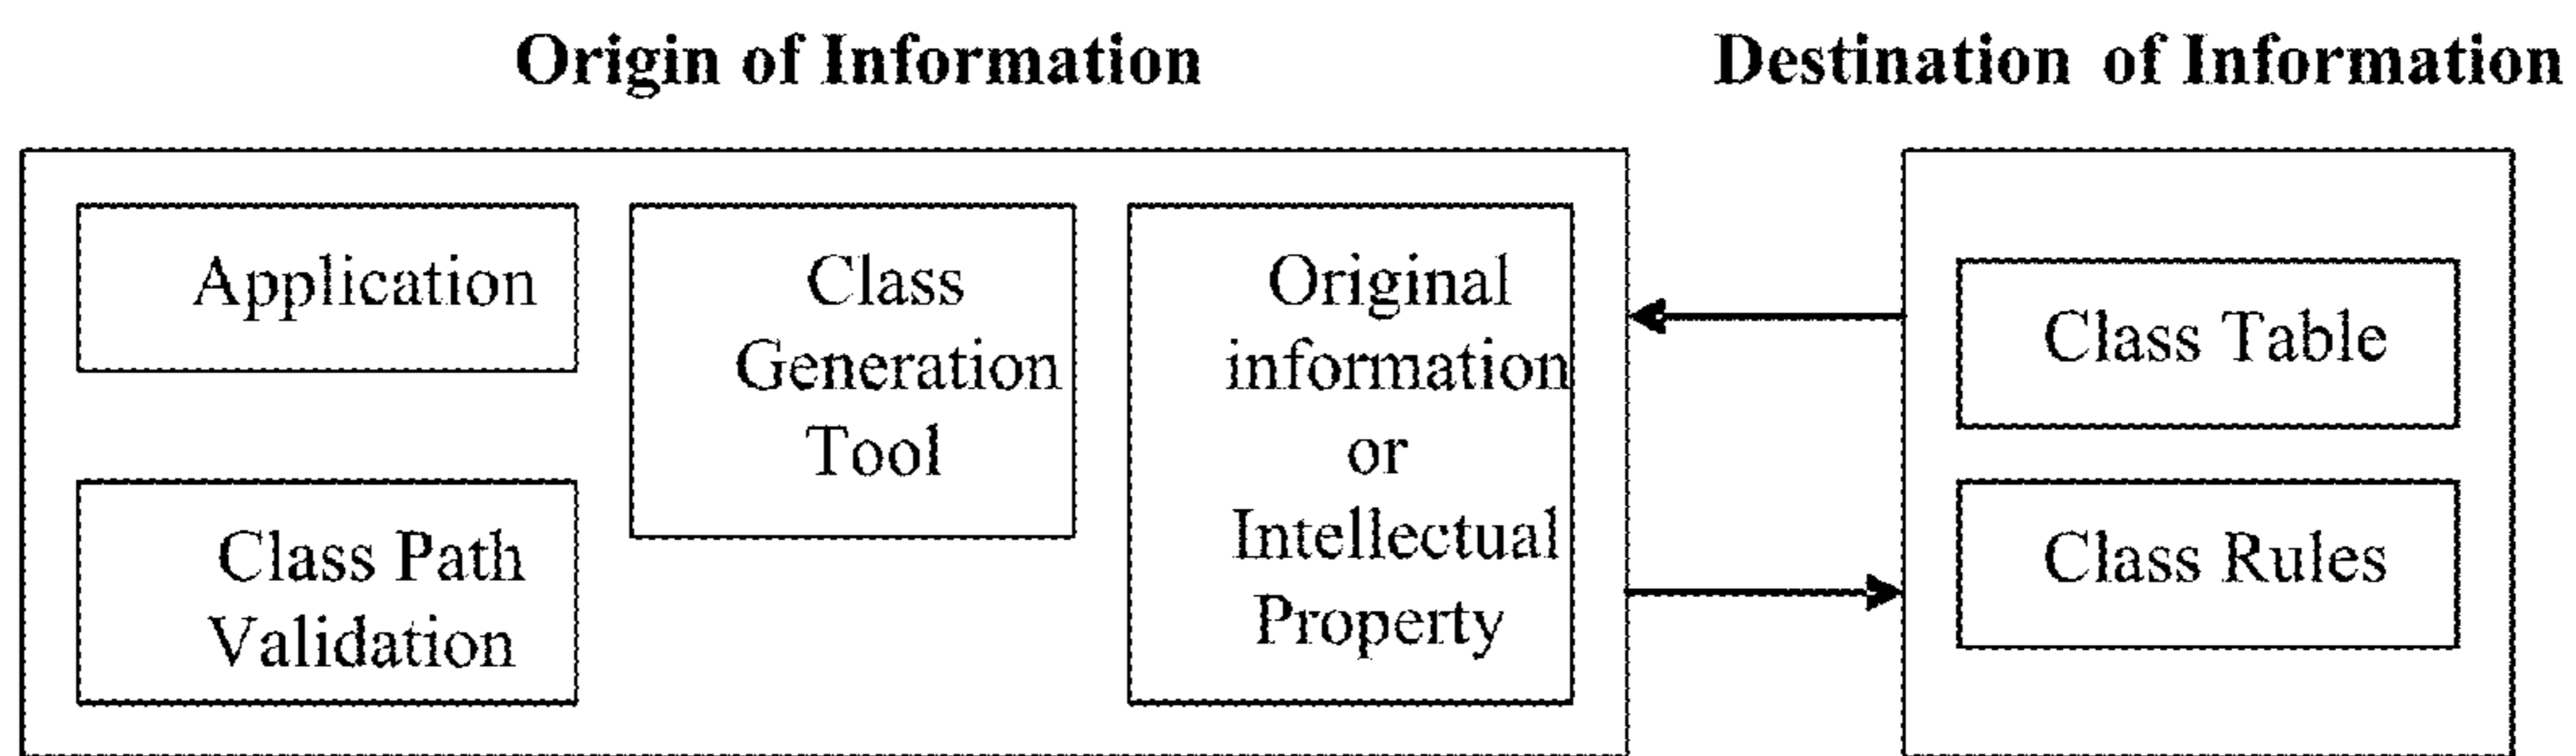 Origin of Information
Destination of Information
Application
Class Path
Validation
Class
Generation
Tool
Original
information
or
Intellectual
Property
Class Table
Class Rules